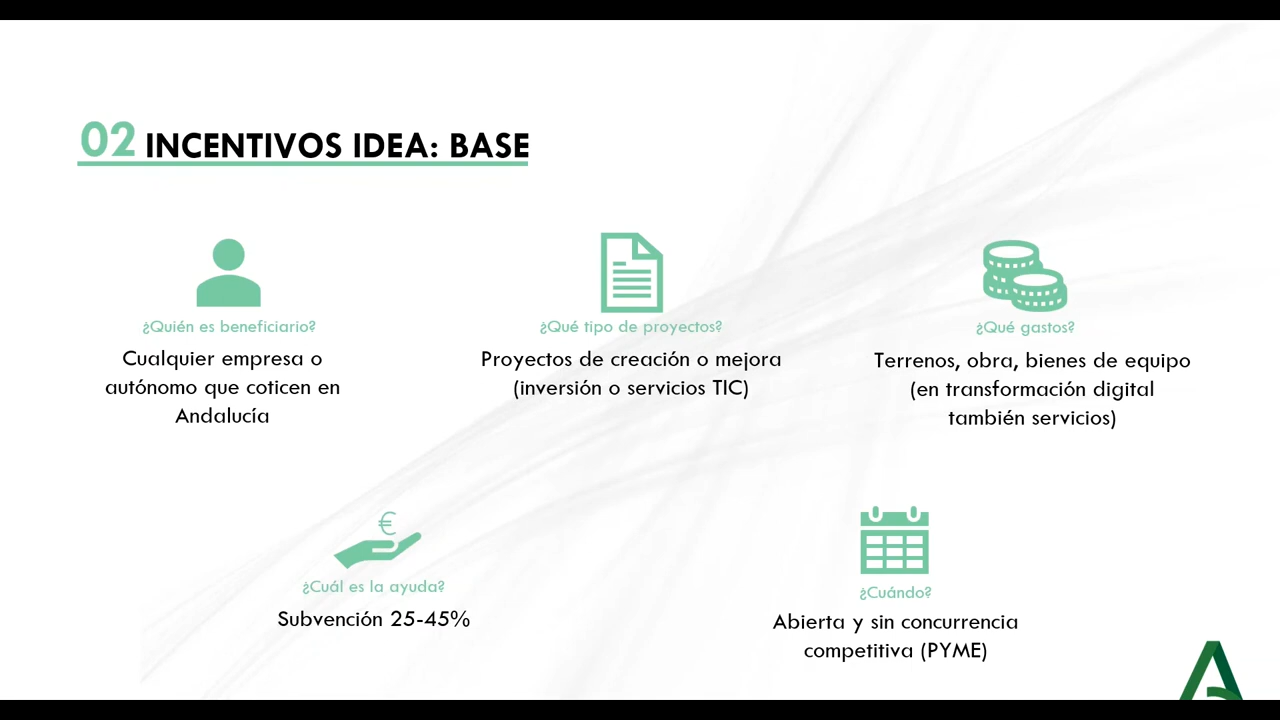 02 INCENTIVOS IDEA: BASE
¿Quién es beneficiario?
Cualquier empresa o
autónomo que coticen en
Andalucía
¿Qué tipo de proyectos?
Proyectos de creación o mejora
(inversión o servicios TIC)
¿Qué gastos?
Terrenos, obra, bienes de equipo
(en transformación digital
también servicios)
€
¿Cuál es la ayuda?
Subvención 25-45%
¿Cuándo?
Abierta y sin concurrencia
competitiva (PYME)